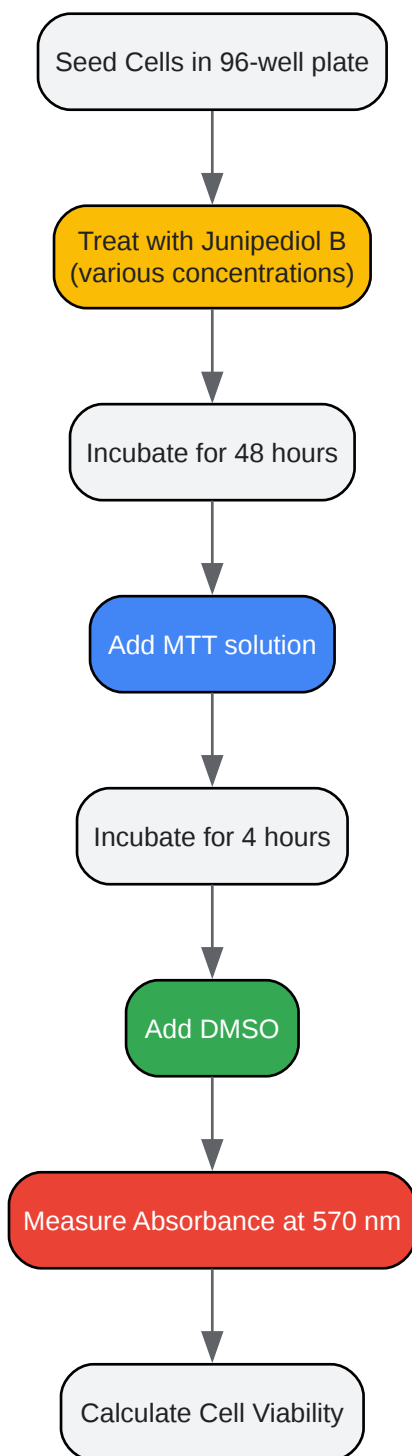 Seed Cells in 96-well plate
Treat with Junipediol B
(various concentrations)
Incubate for 48 hours
Add MTT solution
Incubate for 4 hours
Add DMSO
Measure Absorbance at 570 nm
Calculate Cell Viability